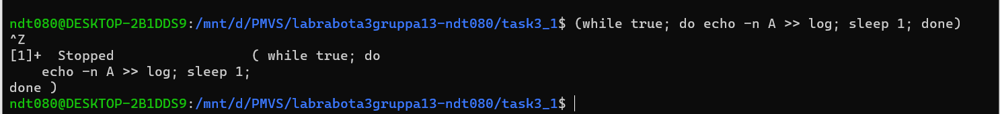 ndt080@DESKTOP-2B1DDS9:/mnt/d/PMVS/labrabota3gruppa13-ndt080/task3_1$ (while true; do echo -n A >> log; sleep 1; done)
^Z
[1]+  Stopped                 ( while true; do
    echo -n A >> log; sleep 1;
done )
ndt080@DESKTOP-2B1DDS9:/mnt/d/PMVS/labrabota3gruppa13-ndt080/task3_1$